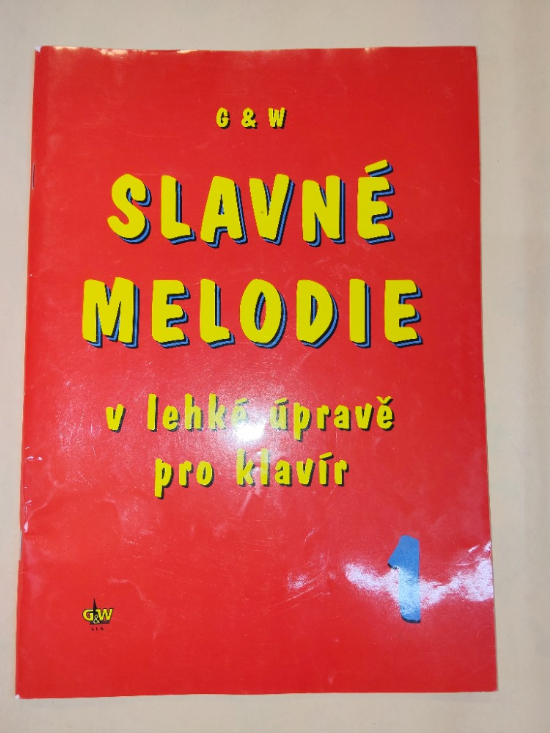 G & W
SLAVNÉ
MELODIE
v lehké úpravě
pro klavír
1
G&W